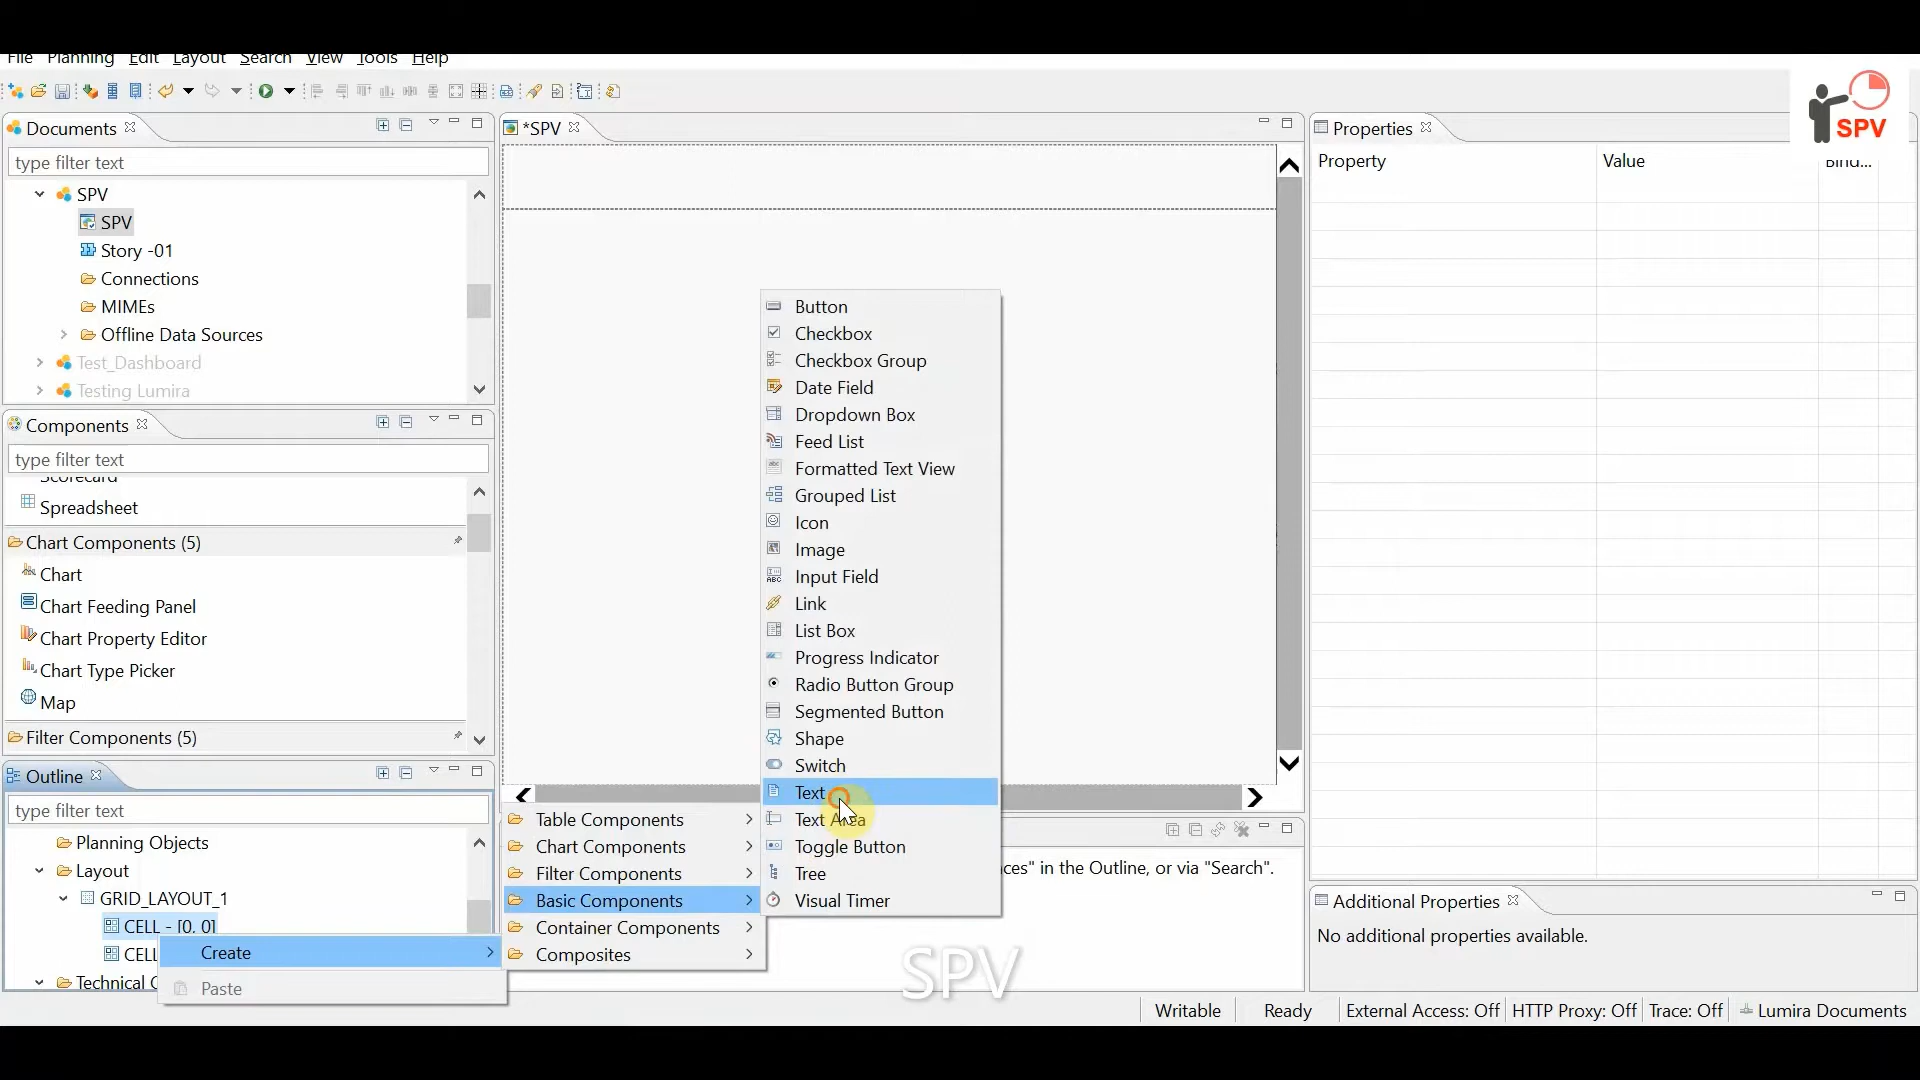 File Planning Edit Layout Search View Tools Help
SPV
Documents
type filter text
SPV
SPV
Story -01
Connections
MIMEs
Offline Data Sources
Test_Dashboard
Testing Lumira
Components
type filter text
Scorecard
Spreadsheet
Chart Components (5)
Chart
Chart Feeding Panel
Chart Property Editor
Chart Type Picker
Map
Filter Components (5)
Outline
type filter text
Planning Objects
Layout
GRID_LAYOUT_1
CELL - [0, 0]
CELL
Technical C
Create
Paste
*SPV
Table Components
Chart Components
Filter Components
Basic Components
Container Components
Composites
Button
Checkbox
Checkbox Group
Date Field
Dropdown Box
Feed List
Formatted Text View
Grouped List
Icon
Image
Input Field
Link
List Box
Progress Indicator
Radio Button Group
Segmented Button
Shape
Switch
Text
Text Area
Toggle Button
Tree
Visual Timer
ces" in the Outline, or via "Search".
SPV
Properties
Property Value Bind...
Additional Properties
No additional properties available.
Writable Ready External Access: Off HTTP Proxy: Off Trace: Off Lumira Documents